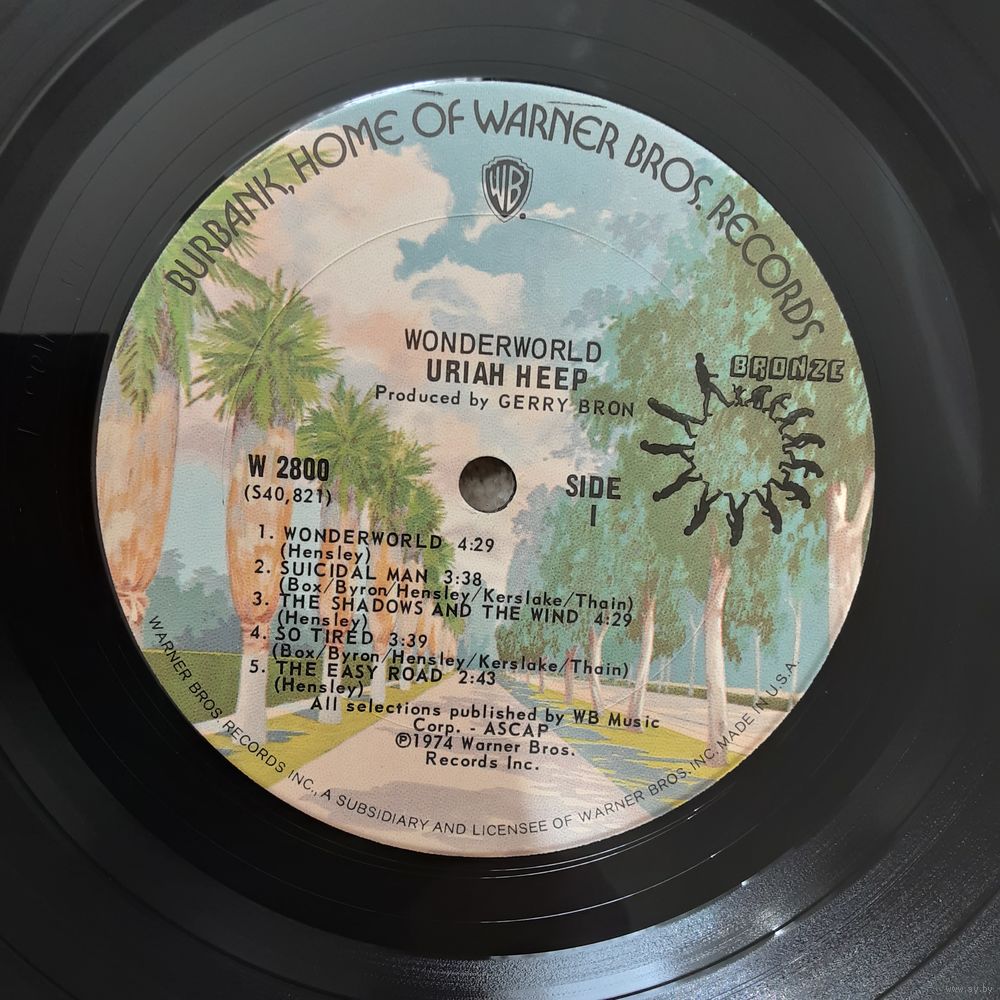 BURBANK, HOME OF WARNER BROS. RECORDS
WB
WONDERWORLD
URIAH HEEP
Produced by GERRY BRON
BRONZE
W 2800
(S40,821)
SIDE
I
1. WONDERWORLD 4:29
(Hensley)
2. SUICIDAL MAN 3:38
(Box/Byron/Hensley/Kerslake/Thain)
3. THE SHADOWS AND THE WIND 4:29
(Hensley)
4. SO TIRED 3:39
(Box/Byron/Hensley/Kerslake/Thain)
5. THE EASY ROAD 2:43
(Hensley)
All selections published by WB Music
Corp. - ASCAP
℗1974 Warner Bros.
Records Inc.
WARNER BROS. RECORDS INC., A SUBSIDIARY AND LICENSEE OF WARNER BROS. INC. MADE IN U.S.A.
www.ay.by